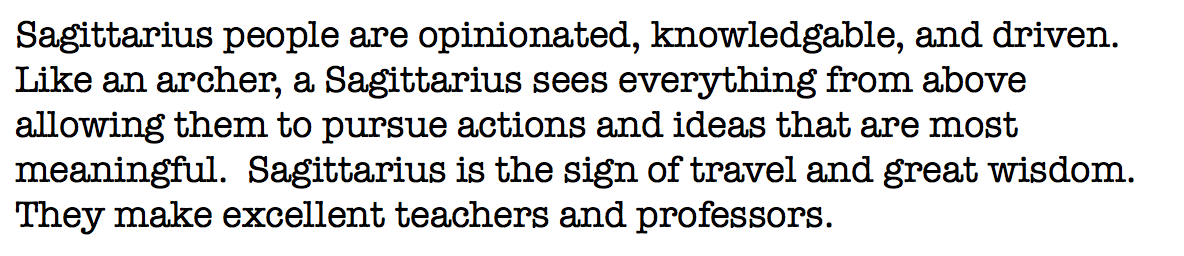 Sagittarius people are opinionated, knowledgable, and driven.
Like an archer, a Sagittarius sees everything from above
allowing them to pursue actions and ideas that are most
meaningful.  Sagittarius is the sign of travel and great wisdom.
They make excellent teachers and professors.